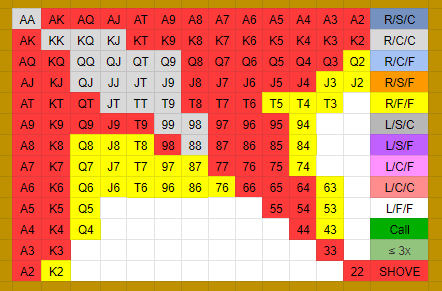 AA AK AQ AJ AT A9 A8 A7 A6 A5 A4 A3 A2 R/S/C
AK KK KQ KJ KT K9 K8 K7 K6 K5 K4 K3 K2 R/C/C
AQ KQ QQ QJ QT Q9 Q8 Q7 Q6 Q5 Q4 Q3 Q2 R/C/F
AJ KJ QJ JJ JT J9 J8 J7 J6 J5 J4 J3 J2 R/S/F
AT KT QT JT TT T9 T8 T7 T6 T5 T4 T3 R/F/F
A9 K9 Q9 J9 T9 99 98 97 96 95 94 L/S/C
A8 K8 Q8 J8 T8 98 88 87 86 85 84 L/S/F
A7 K7 Q7 J7 T7 97 87 77 76 75 74 L/C/F
A6 K6 Q6 J6 T6 96 86 76 66 65 64 63 L/C/C
A5 K5 Q5 55 54 53 L/F/F
A4 K4 Q4 44 43 Call
A3 K3 33 ≤ 3x
A2 K2 22 SHOVE